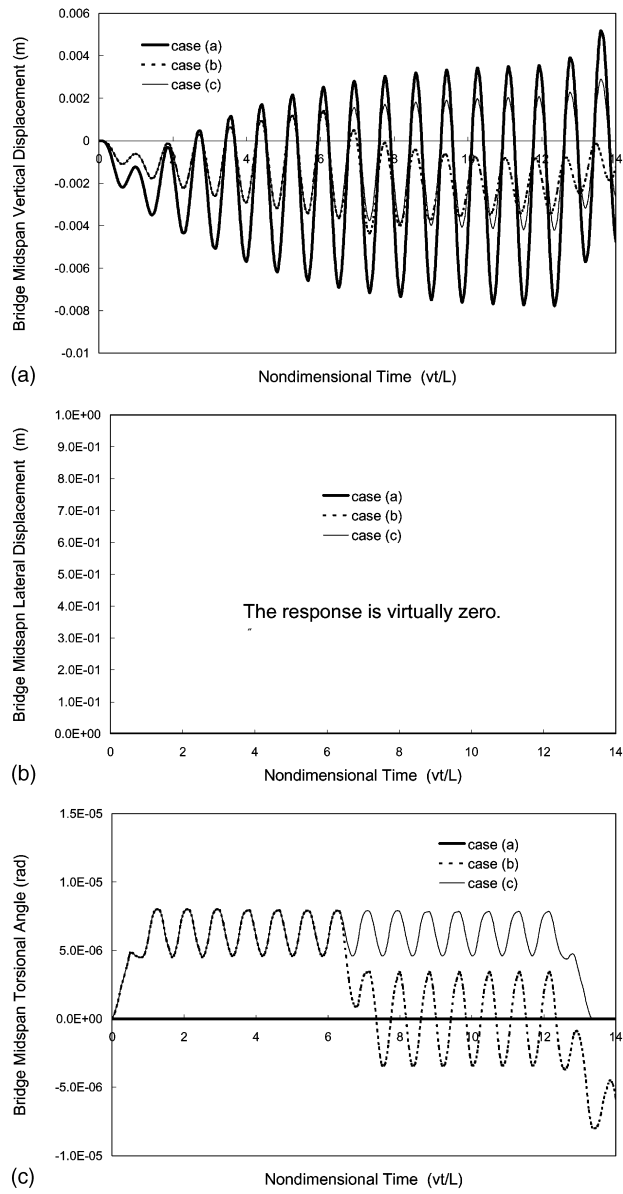 0.006
0.004
0.002
0
-0.002
-0.004
-0.006
-0.008
-0.01
Bridge Midspan Vertical Displacement (m)
case (a)
case (b)
case (c)
0 2 4 6 8 10 12 14
Nondimensional Time (vt/L)
(a)
1.0E+00
9.0E-01
8.0E-01
7.0E-01
6.0E-01
5.0E-01
4.0E-01
3.0E-01
2.0E-01
1.0E-01
0.0E+00
Bridge Midsapn Lateral Displacement (m)
case (a)
case (b)
case (c)
The response is virtually zero.
0 2 4 6 8 10 12 14
Nondimensional Time (vt/L)
(b)
1.5E-05
1.0E-05
5.0E-06
0.0E+00
-5.0E-06
-1.0E-05
Bridge Midspan Torsional Angle (rad)
case (a)
case (b)
case (c)
0 2 4 6 8 10 12 14
Nondimensional Time (vt/L)
(c)